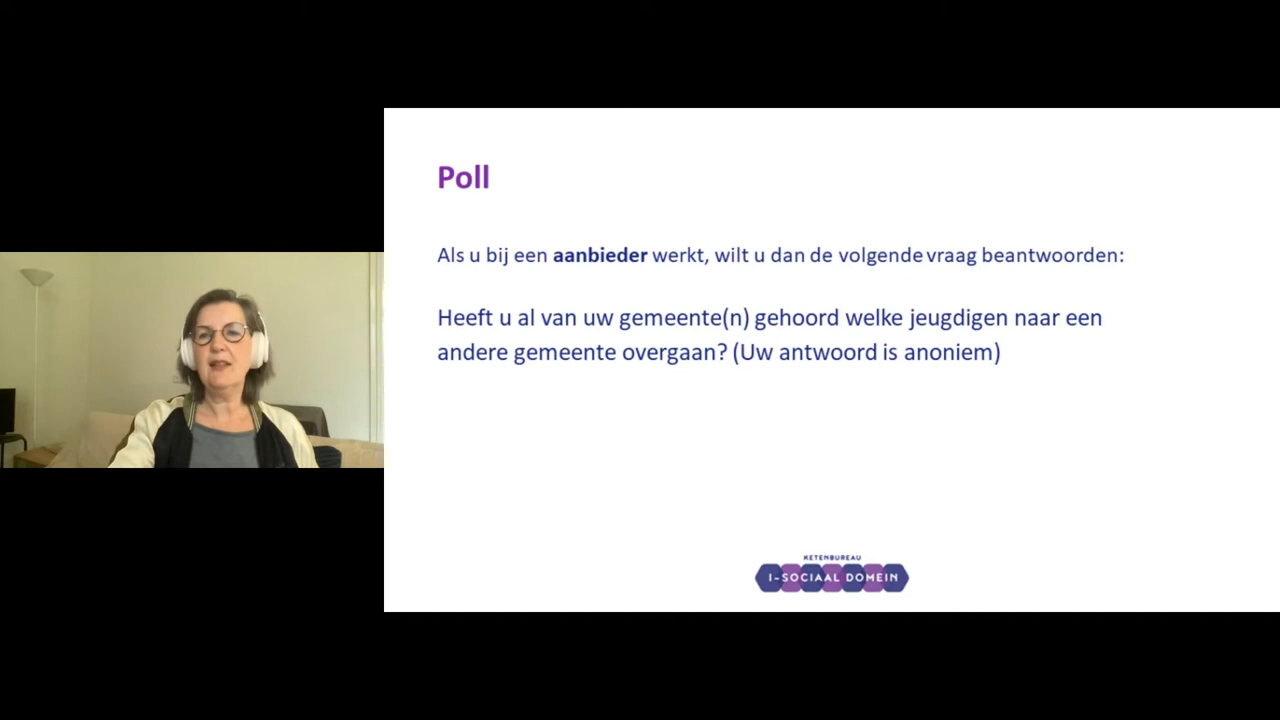 Poll
Als u bij een aanbieder werkt, wilt u dan de volgende vraag beantwoorden:
Heeft u al van uw gemeente(n) gehoord welke jeugdigen naar een
andere gemeente overgaan? (Uw antwoord is anoniem)
KETENBUREAU
I-SOCIAAL DOMEIN